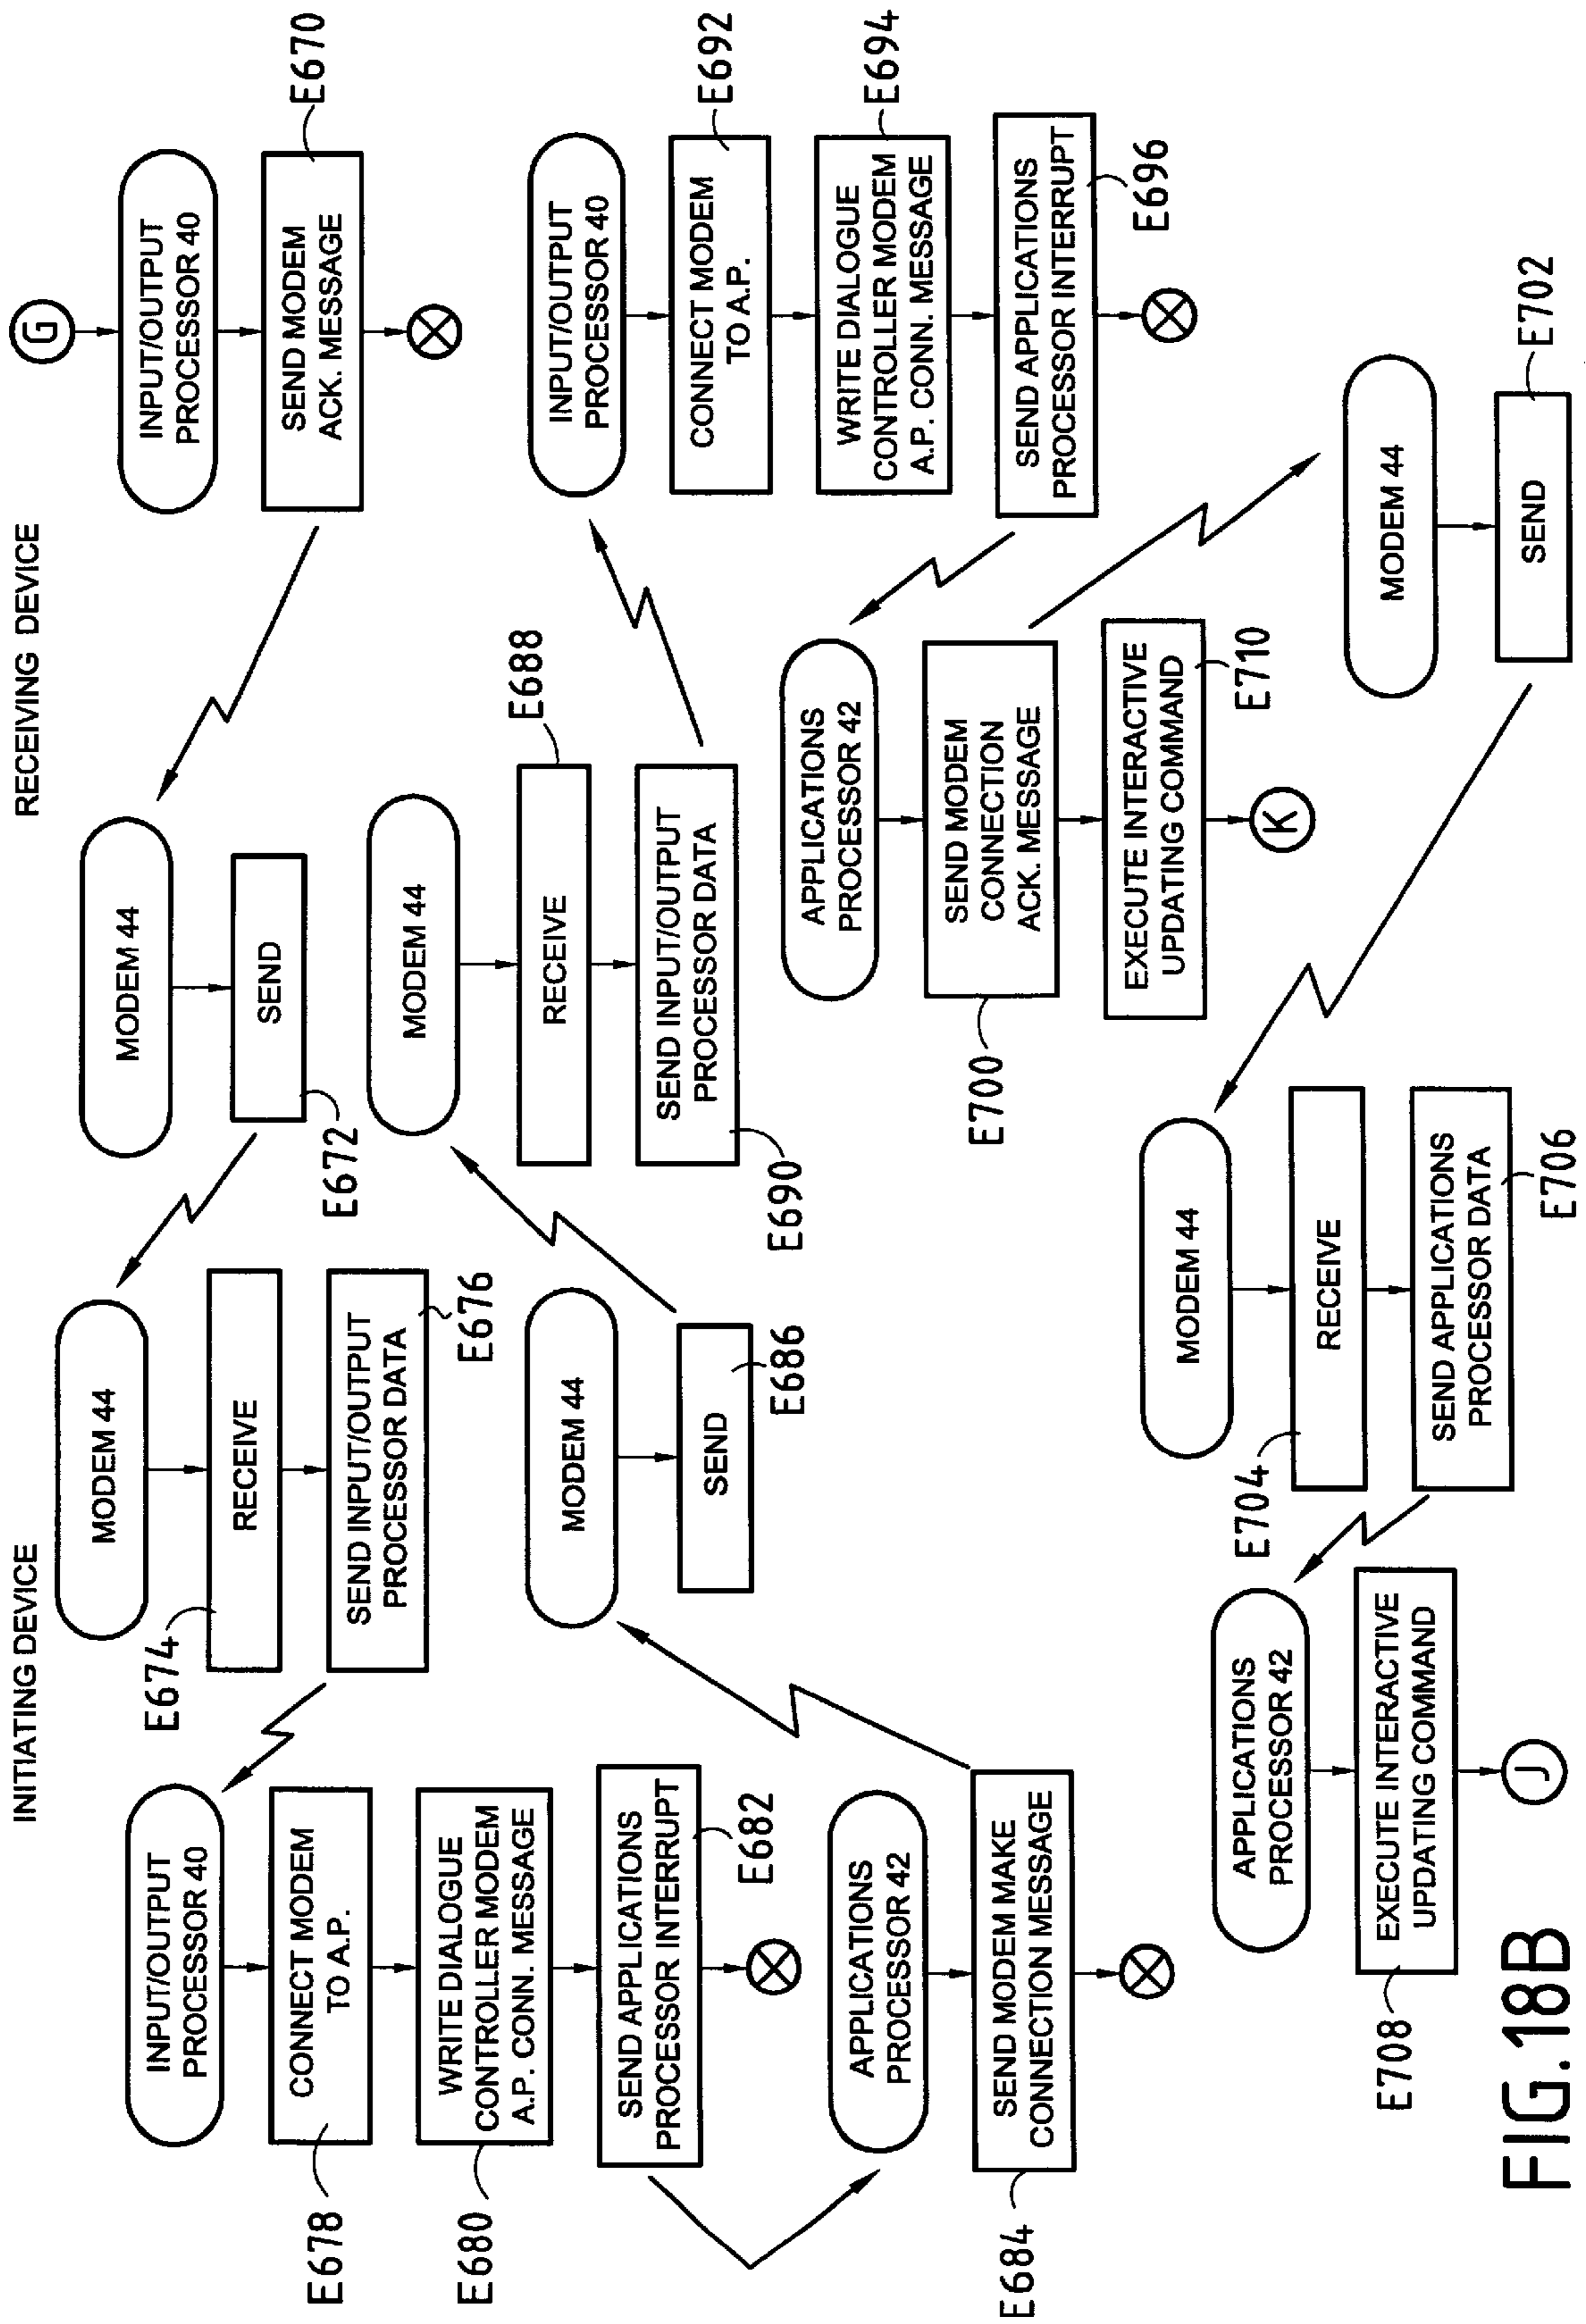 INITIATING DEVICE
RECEIVING DEVICE
G
INPUT/OUTPUT
PROCESSOR 40
SEND MODEM
ACK. MESSAGE
E670
MODEM 44
SEND
E672
MODEM 44
RECEIVE
E674
SEND INPUT/OUTPUT
PROCESSOR DATA
E676
INPUT/OUTPUT
PROCESSOR 40
CONNECT MODEM
TO A.P.
E678
WRITE DIALOGUE
CONTROLLER MODEM
A.P. CONN. MESSAGE
E680
SEND APPLICATIONS
PROCESSOR INTERRUPT
E682
APPLICATIONS
PROCESSOR 42
SEND MODEM MAKE
CONNECTION MESSAGE
E684
MODEM 44
SEND
E686
MODEM 44
RECEIVE
E688
SEND INPUT/OUTPUT
PROCESSOR DATA
E690
INPUT/OUTPUT
PROCESSOR 40
CONNECT MODEM
TO A.P.
E692
WRITE DIALOGUE
CONTROLLER MODEM
A.P. CONN. MESSAGE
E694
SEND APPLICATIONS
PROCESSOR INTERRUPT
E696
APPLICATIONS
PROCESSOR 42
SEND MODEM
CONNECTION
ACK. MESSAGE
E700
EXECUTE INTERACTIVE
UPDATING COMMAND
E710
K
MODEM 44
SEND
E702
MODEM 44
RECEIVE
E704
SEND APPLICATIONS
PROCESSOR DATA
E706
APPLICATIONS
PROCESSOR 42
EXECUTE INTERACTIVE
UPDATING COMMAND
E708
J
FIG.18B